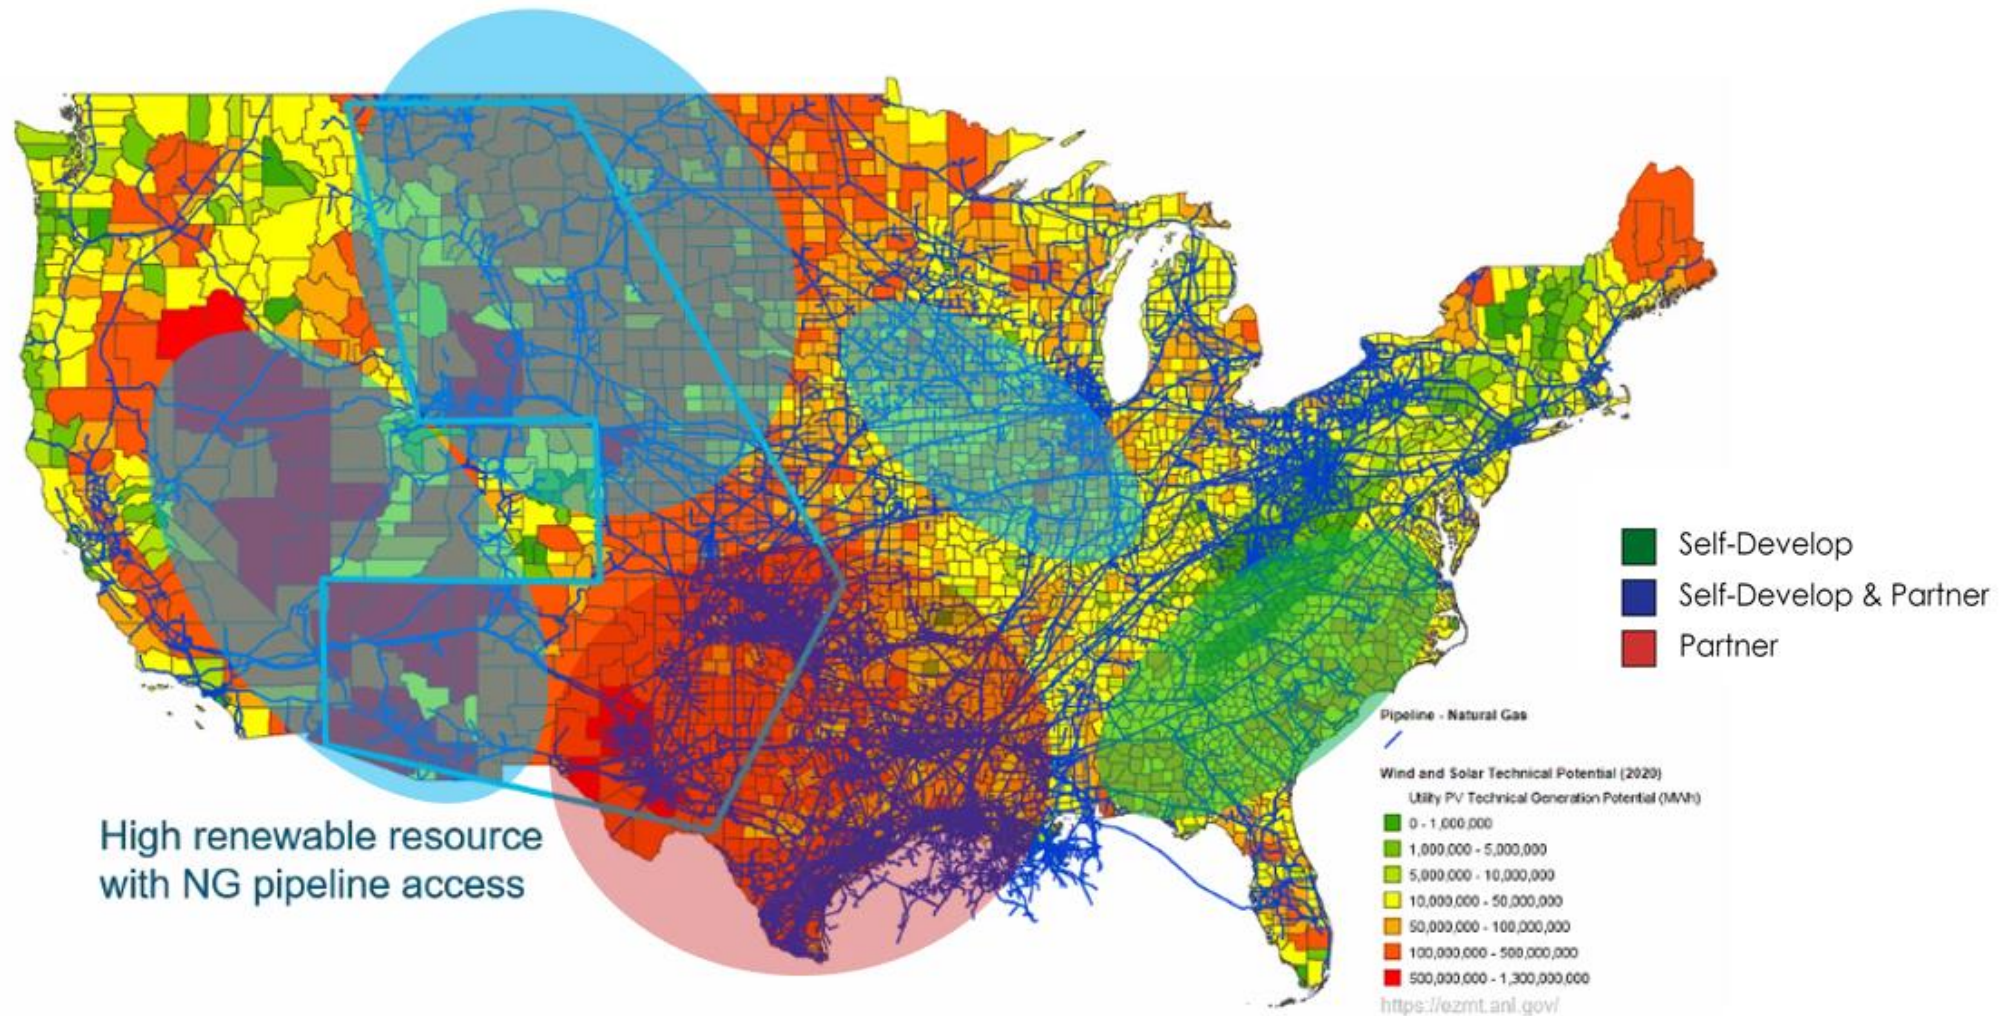 High renewable resource
with NG pipeline access
Self-Develop
Self-Develop & Partner
Partner
Pipeline - Natural Gas
Wind and Solar Technical Potential (2020)
Utility PV Technical Generation Potential (MWh)
0 - 1,000,000
1,000,000 - 5,000,000
5,000,000 - 10,000,000
10,000,000 - 50,000,000
50,000,000 - 100,000,000
100,000,000 - 500,000,000
500,000,000 - 1,300,000,000
https://ezmt.anl.gov/